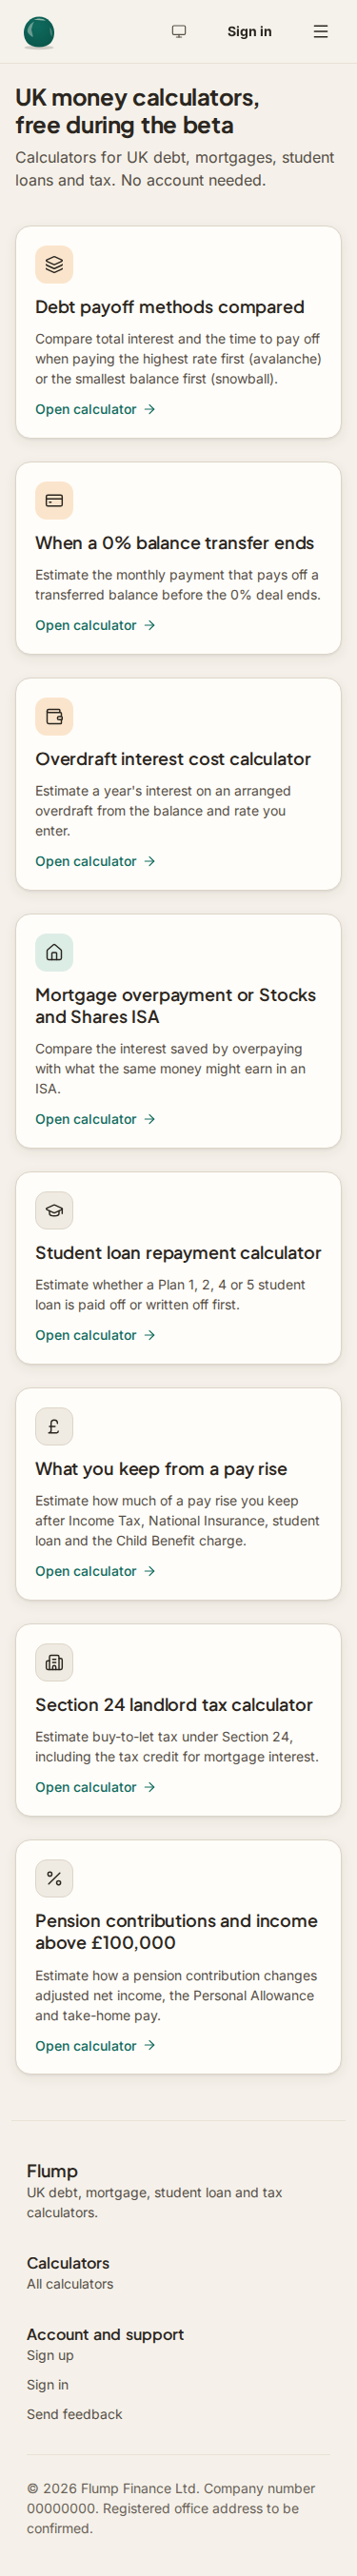 Sign in
UK money calculators,
free during the beta
Calculators for UK debt, mortgages, student
loans and tax. No account needed.
Debt payoff methods compared
Compare total interest and the time to pay off
when paying the highest rate first (avalanche)
or the smallest balance first (snowball).
Open calculator →
When a 0% balance transfer ends
Estimate the monthly payment that pays off a
transferred balance before the 0% deal ends.
Open calculator →
Overdraft interest cost calculator
Estimate a year's interest on an arranged
overdraft from the balance and rate you
enter.
Open calculator →
Mortgage overpayment or Stocks
and Shares ISA
Compare the interest saved by overpaying
with what the same money might earn in an
ISA.
Open calculator →
Student loan repayment calculator
Estimate whether a Plan 1, 2, 4 or 5 student
loan is paid off or written off first.
Open calculator →
£
What you keep from a pay rise
Estimate how much of a pay rise you keep
after Income Tax, National Insurance, student
loan and the Child Benefit charge.
Open calculator →
Section 24 landlord tax calculator
Estimate buy-to-let tax under Section 24,
including the tax credit for mortgage interest.
Open calculator →
%
Pension contributions and income
above £100,000
Estimate how a pension contribution changes
adjusted net income, the Personal Allowance
and take-home pay.
Open calculator →
Flump
UK debt, mortgage, student loan and tax
calculators.
Calculators
All calculators
Account and support
Sign up
Sign in
Send feedback
© 2026 Flump Finance Ltd. Company number
00000000. Registered office address to be
confirmed.